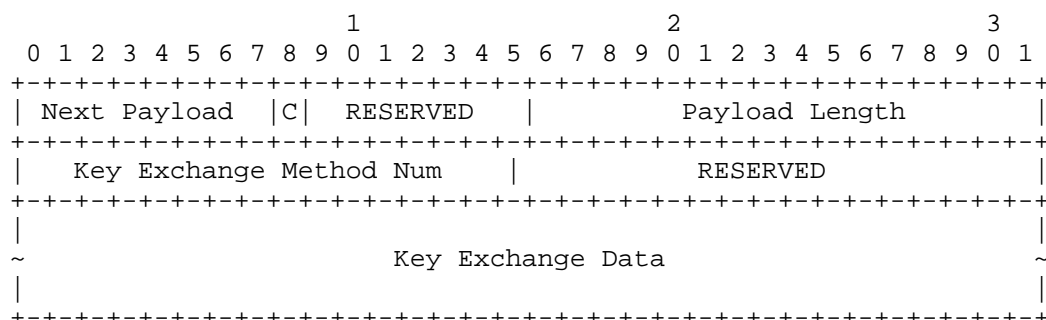 1                   2                   3
 0 1 2 3 4 5 6 7 8 9 0 1 2 3 4 5 6 7 8 9 0 1 2 3 4 5 6 7 8 9 0 1
+-+-+-+-+-+-+-+-+-+-+-+-+-+-+-+-+-+-+-+-+-+-+-+-+-+-+-+-+-+-+-+-+
| Next Payload  |C|  RESERVED   |         Payload Length        |
+-+-+-+-+-+-+-+-+-+-+-+-+-+-+-+-+-+-+-+-+-+-+-+-+-+-+-+-+-+-+-+-+
|   Key Exchange Method Num    |           RESERVED            |
+-+-+-+-+-+-+-+-+-+-+-+-+-+-+-+-+-+-+-+-+-+-+-+-+-+-+-+-+-+-+-+-+
|                                                               |
~                       Key Exchange Data                       ~
|                                                               |
+-+-+-+-+-+-+-+-+-+-+-+-+-+-+-+-+-+-+-+-+-+-+-+-+-+-+-+-+-+-+-+-+